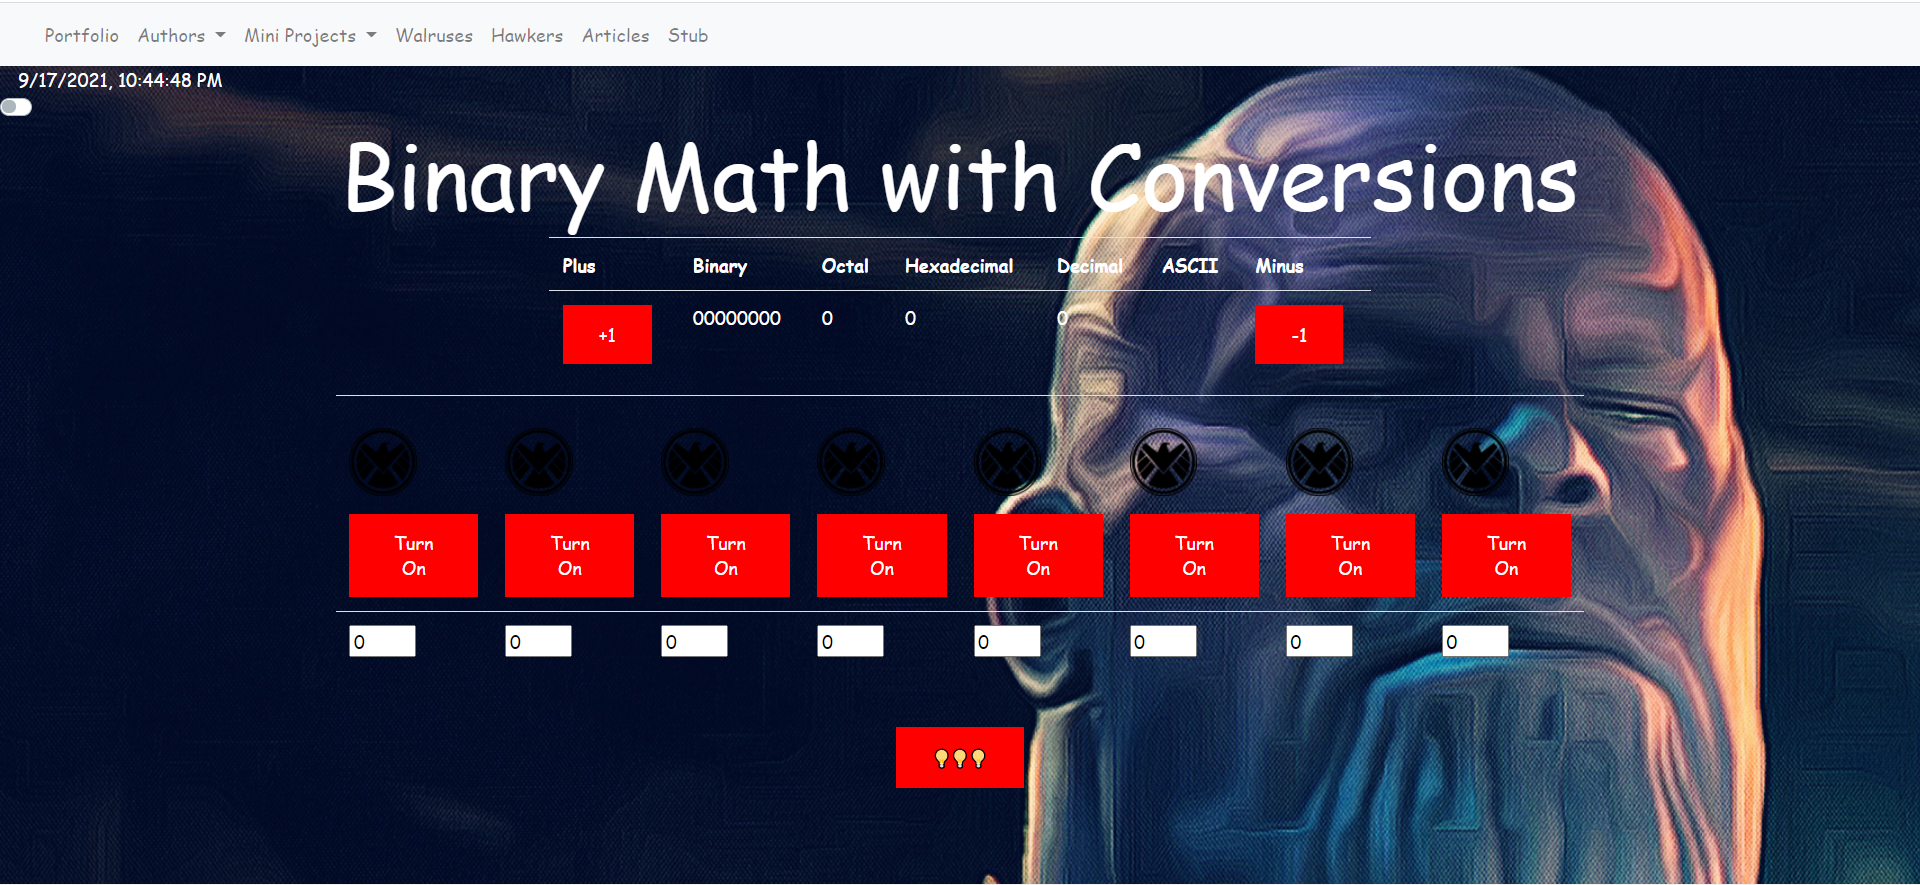 Portfolio Authors Mini Projects Walruses Hawkers Articles Stub
9/17/2021, 10:44:48 PM
Binary Math with Conversions
Plus Binary Octal Hexadecimal Decimal ASCII Minus
+1 00000000 0 0 0 -1
Turn Turn Turn Turn Turn Turn Turn Turn
On On On On On On On On
0 0 0 0 0 0 0 0